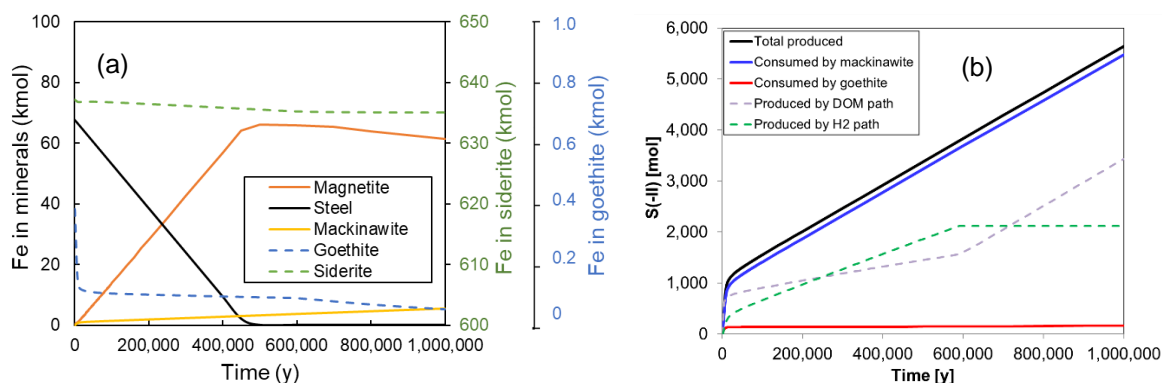 (a)
Fe in minerals (kmol)
100
80
60
40
20
0
Magnetite
Steel
Mackinawite
Goethite
Siderite
0
200,000
400,000
600,000
800,000
1,000,000
Time (y)
650
640
630
620
610
600
Fe in siderite (kmol)
1.0
0.8
0.6
0.4
0.2
0
Fe in goethite (kmol)
(b)
S(-II) [mol]
6,000
5,000
4,000
3,000
2,000
1,000
0
Total produced
Consumed by mackinawite
Consumed by goethite
Produced by DOM path
Produced by H2 path
0
200,000
400,000
600,000
800,000
1,000,000
Time [y]